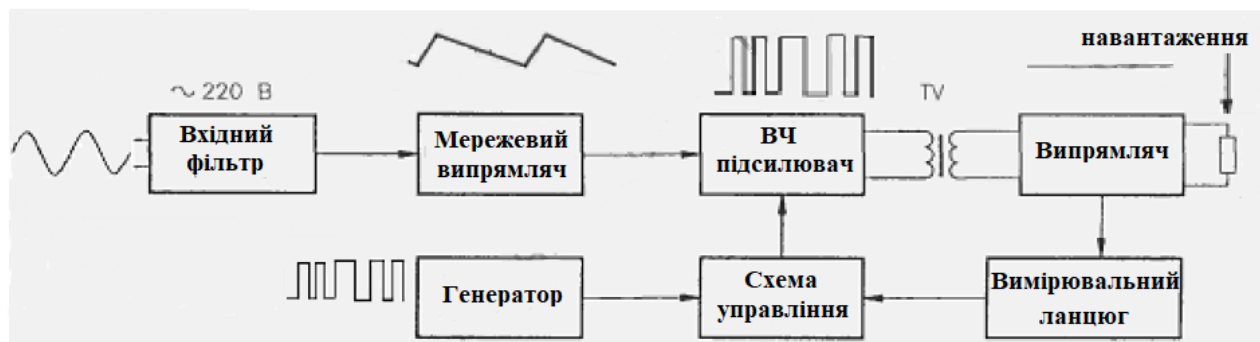 навантаження
~ 220 В
TV
Вхідний
фільтр
Мережевий
випрямляч
ВЧ
підсилювач
Випрямляч
Генератор
Схема
управління
Вимірювальний
ланцюг